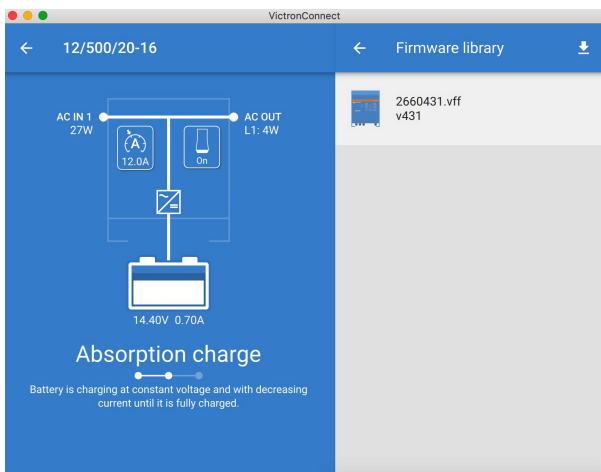 VictronConnect
12/500/20-16
Firmware library
2660431.vff
v431
AC IN 1
27W
AC OUT
L1: 4W
A
12.0A
On
14.40V 0.70A
Absorption charge
Battery is charging at constant voltage and with decreasing
current until it is fully charged.